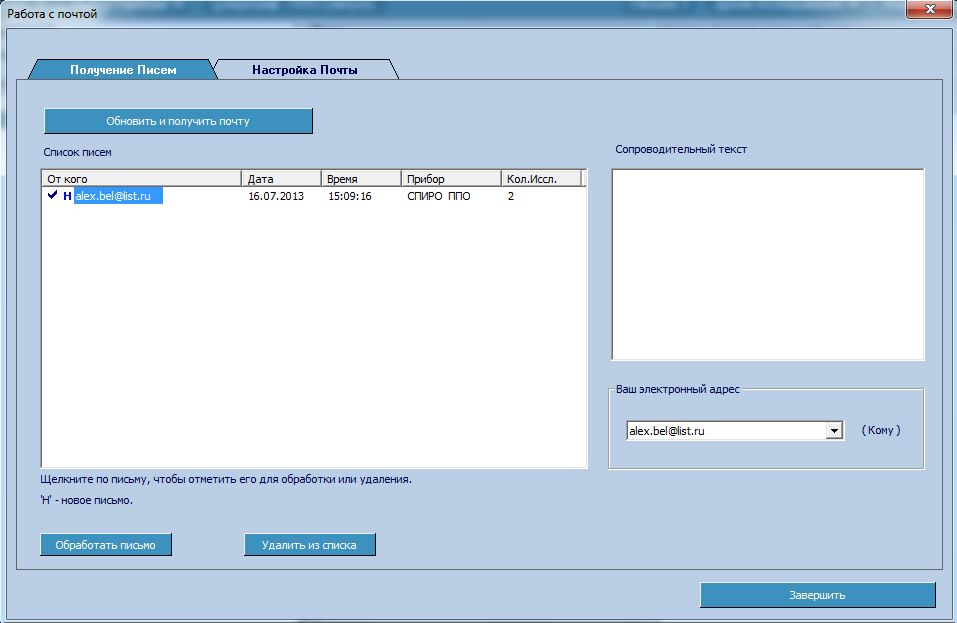 Работа с почтой
Получение Писем
Настройка Почты
Обновить и получить почту
Список писем
От кого Дата Время Прибор Кол.Иссл.
Н alex.bel@list.ru 16.07.2013 15:09:16 СПИРО ППО 2
Щелкните по письму, чтобы отметить его для обработки или удаления.
'Н' - новое письмо.
Обработать письмо
Удалить из списка
Сопроводительный текст
Ваш электронный адрес
alex.bel@list.ru (Кому)
Завершить